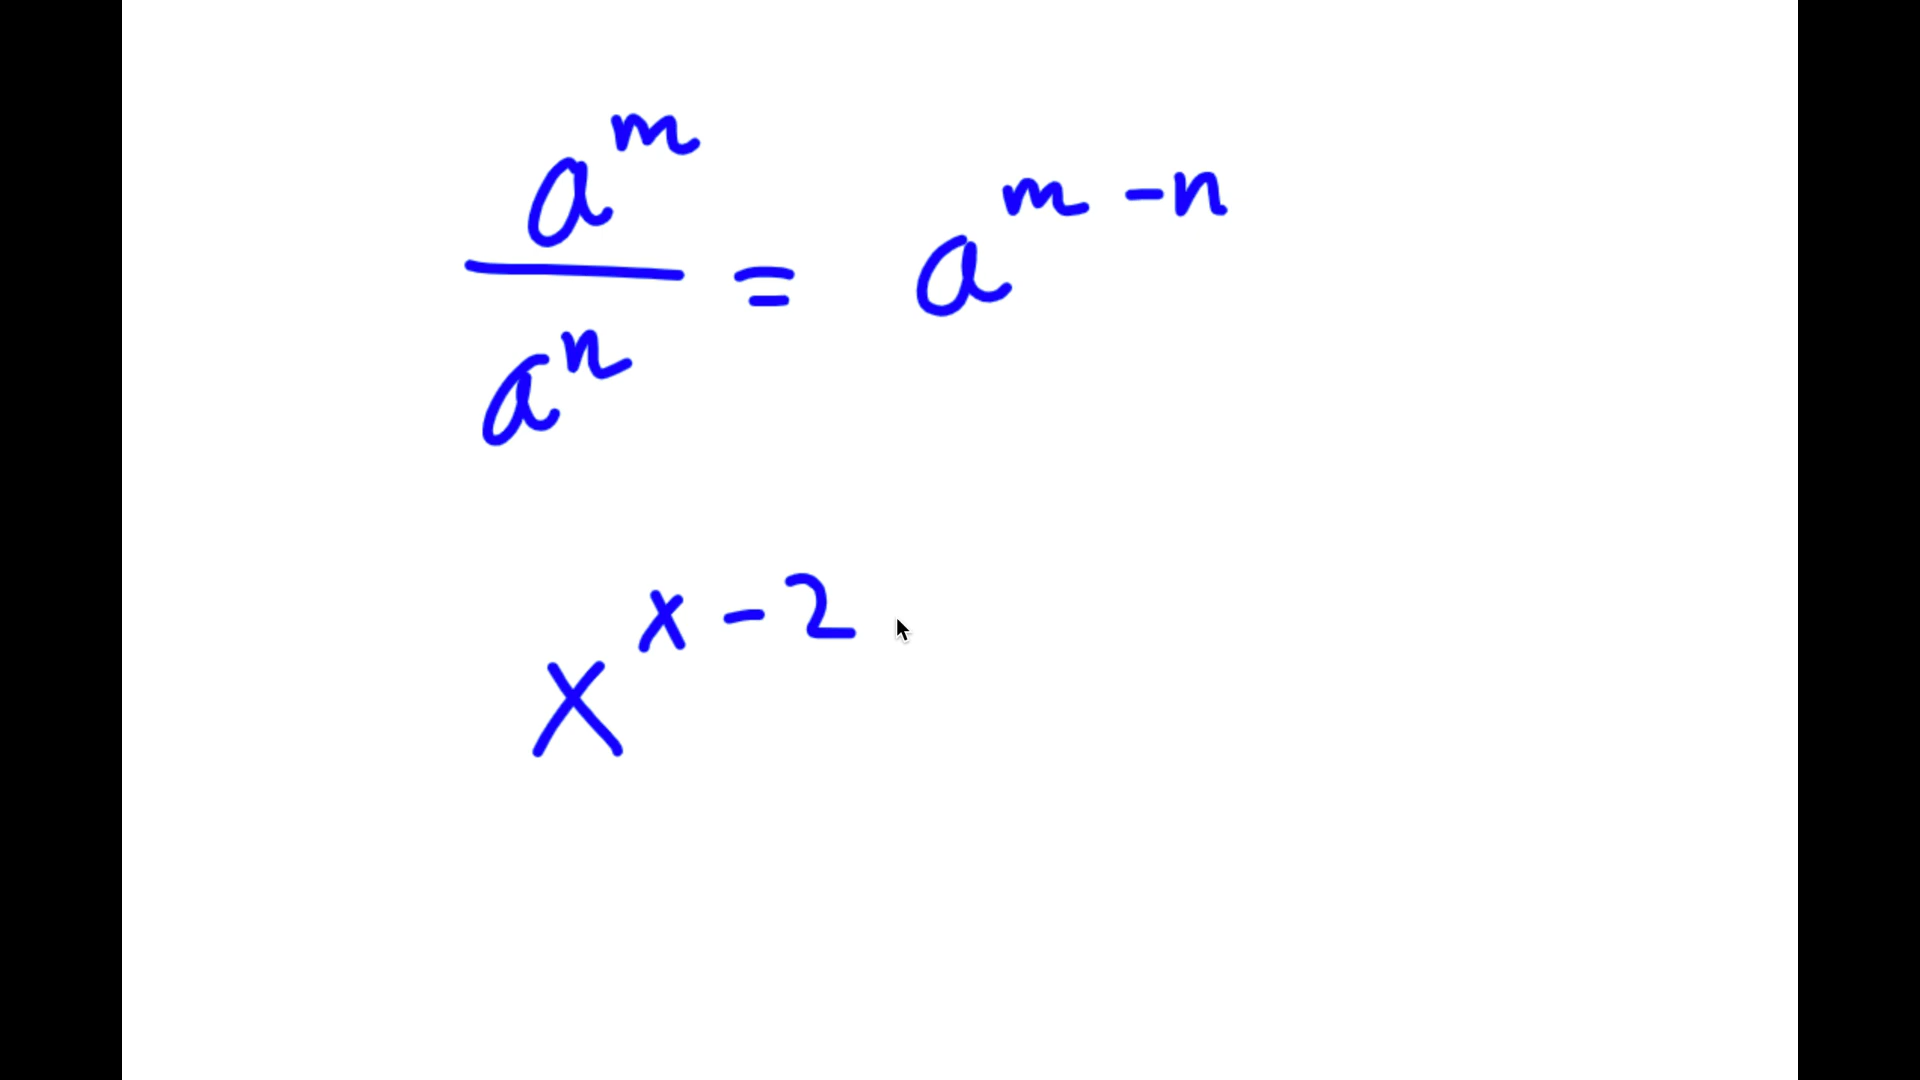 a^m / a^n = a^{m-n}
x^{x-2}